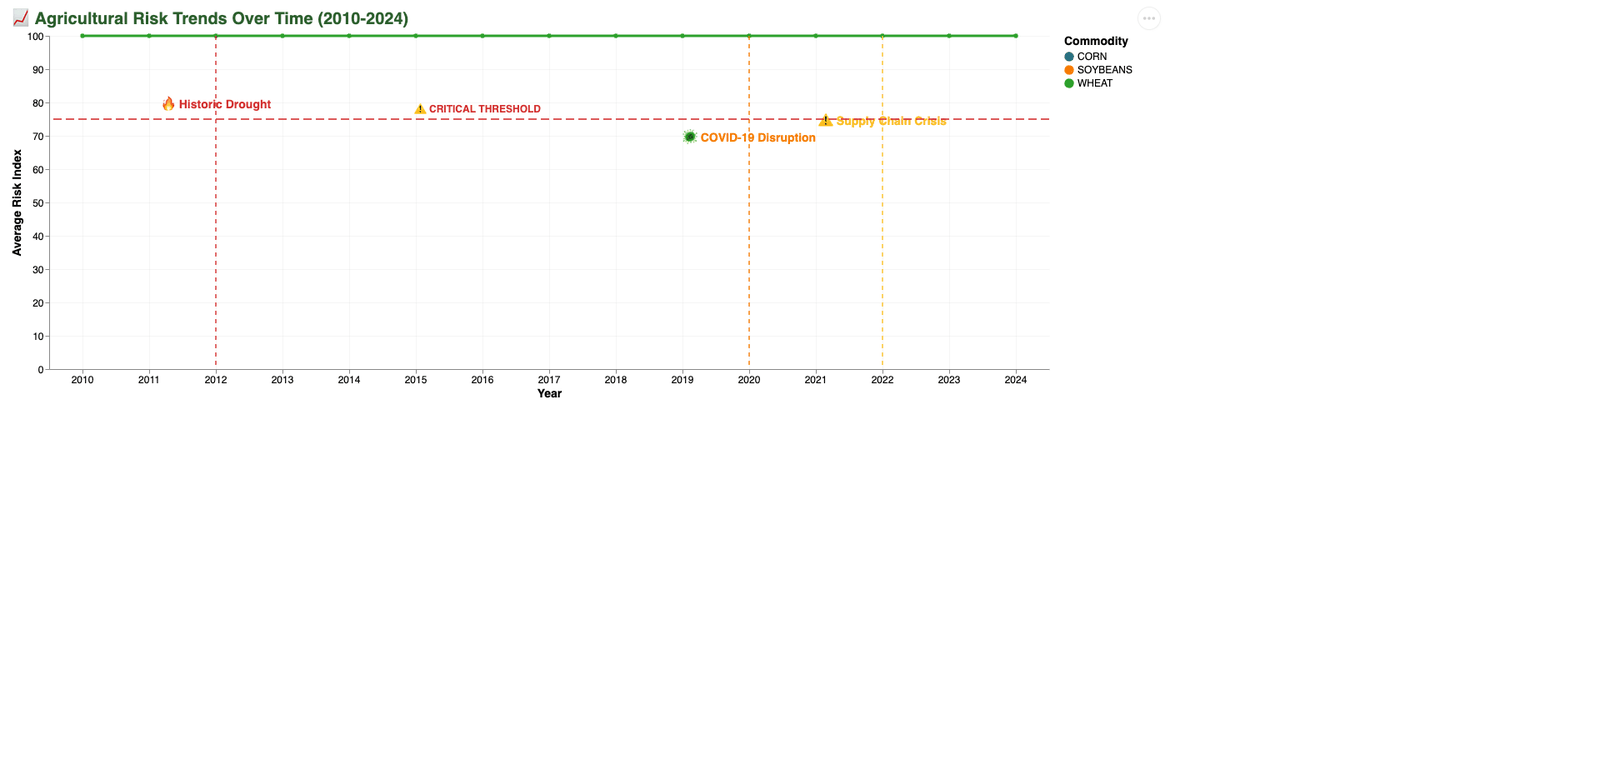 Agricultural Risk Trends Over Time (2010-2024)
Commodity
CORN
SOYBEANS
WHEAT
100
90
80
70
60
50
40
30
20
10
0
Average Risk Index
Historic Drought
CRITICAL THRESHOLD
Supply Chain Crisis
COVID-19 Disruption
2010 2011 2012 2013 2014 2015 2016 2017 2018 2019 2020 2021 2022 2023 2024
Year